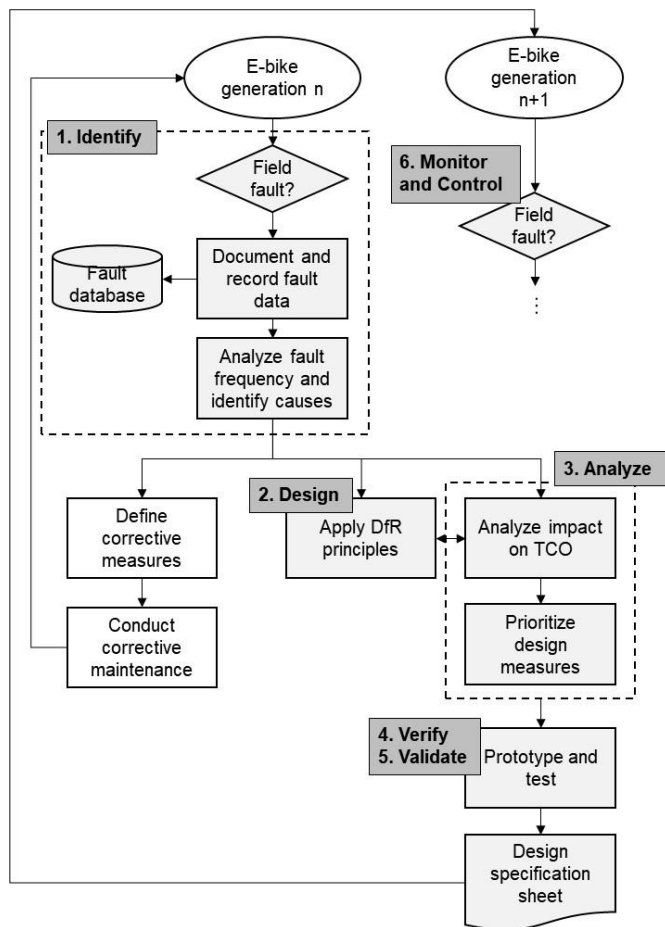 E-bike
generation n
E-bike
generation
n+1
1. Identify
Field
fault?
6. Monitor
and Control
Field
fault?
Document and
record fault
data
Fault
database
⋮
Analyze fault
frequency and
identify causes
3. Analyze
2. Design
Define
corrective
measures
Apply DfR
principles
Analyze impact
on TCO
Conduct
corrective
maintenance
Prioritize
design
measures
4. Verify
5. Validate
Prototype and
test
Design
specification
sheet